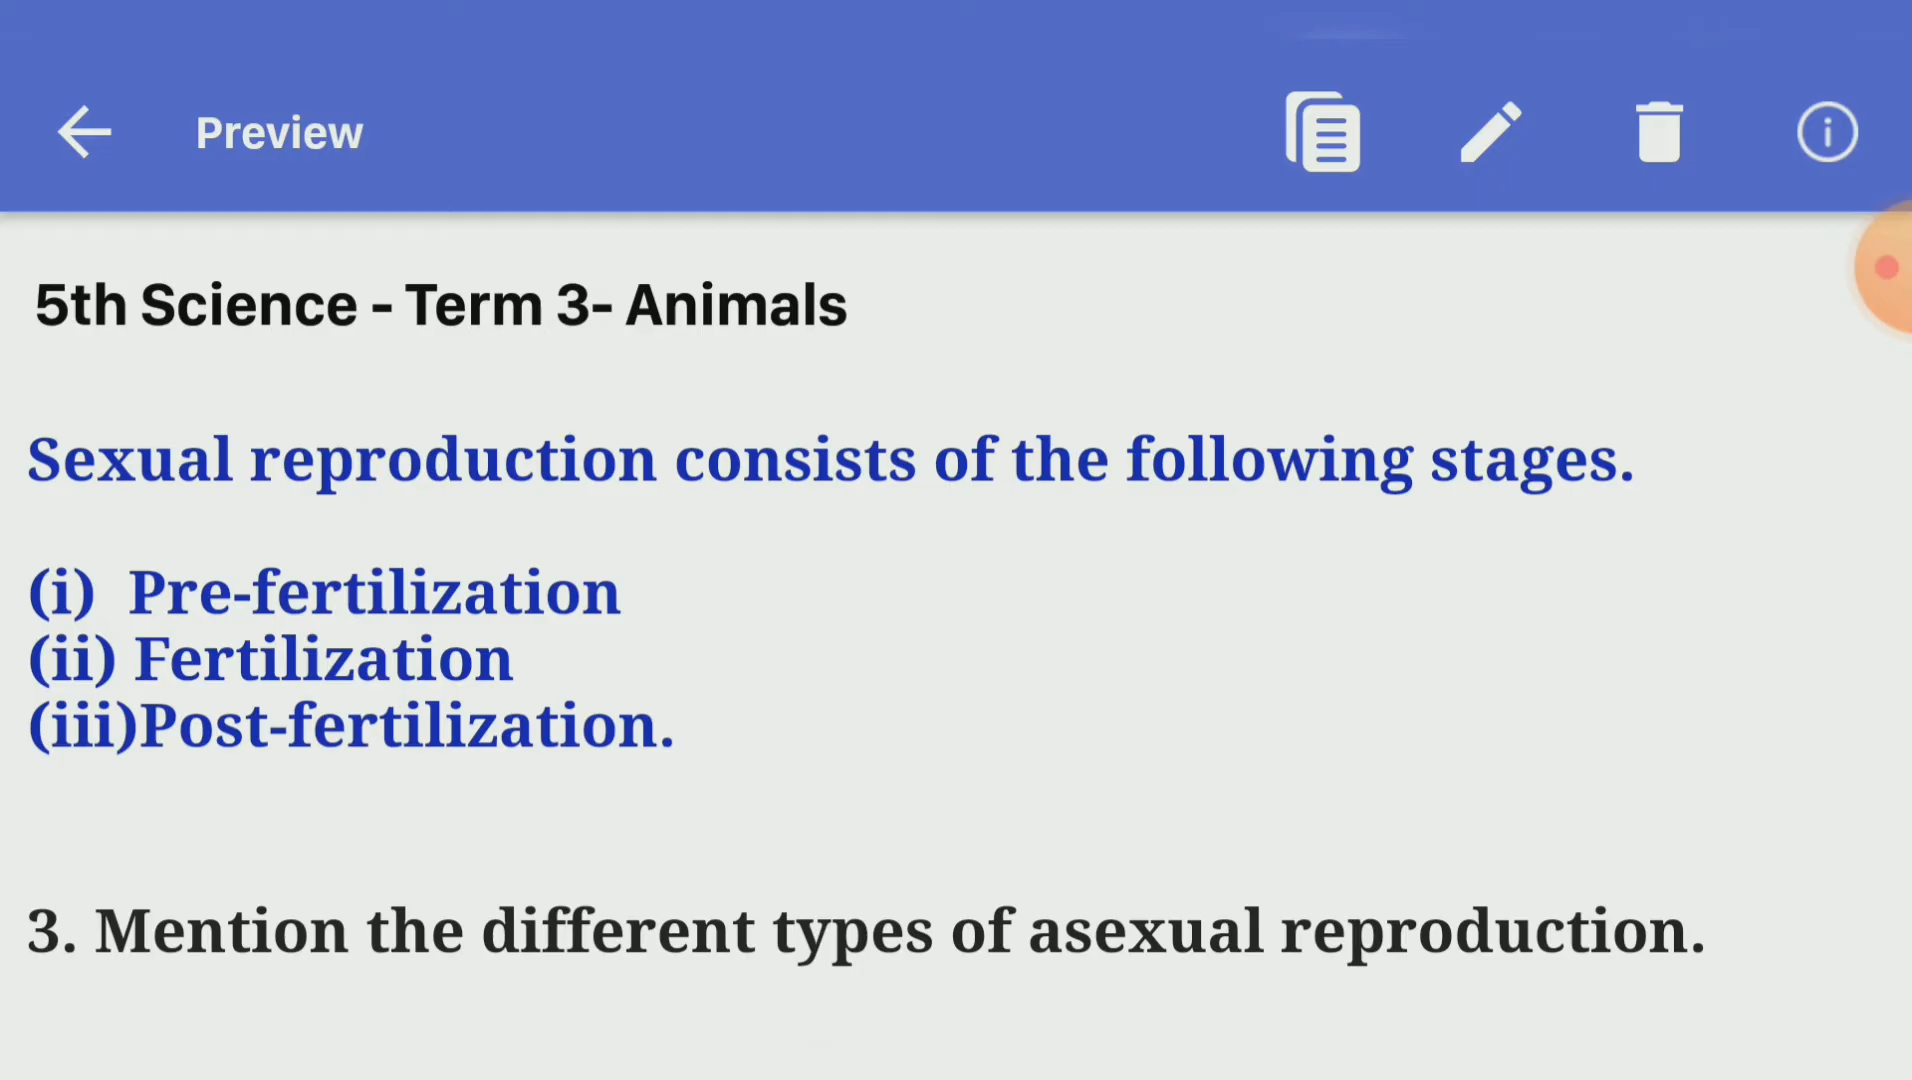 Preview
5th Science - Term 3- Animals
Sexual reproduction consists of the following stages.
(i)  Pre-fertilization
(ii) Fertilization
(iii)Post-fertilization.
3. Mention the different types of asexual reproduction.